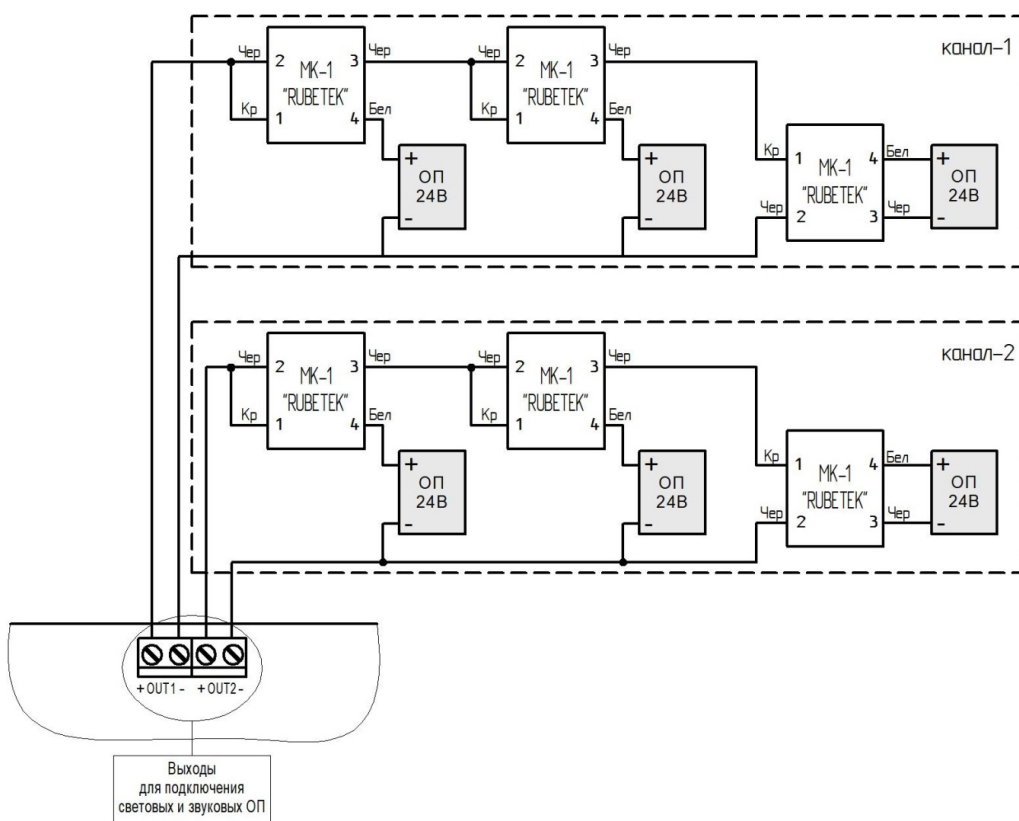 канал-1
Чер 2 МК-1 3 Чер
"RUBETEK"
Кр 1 4 Бел
Чер 2 МК-1 3 Чер
"RUBETEK"
Кр 1 4 Бел
+
ОП
24В
-
+
ОП
24В
-
Кр 1 МК-1 4 Бел
"RUBETEK"
Чер 2 3 Чер
+
ОП
24В
-
канал-2
Чер 2 МК-1 3 Чер
"RUBETEK"
Кр 1 4 Бел
Чер 2 МК-1 3 Чер
"RUBETEK"
Кр 1 4 Бел
+
ОП
24В
-
+
ОП
24В
-
Кр 1 МК-1 4 Бел
"RUBETEK"
Чер 2 3 Чер
+
ОП
24В
-
+ OUT1 - + OUT2 -
Выходы
для подключения
световых и звуковых ОП